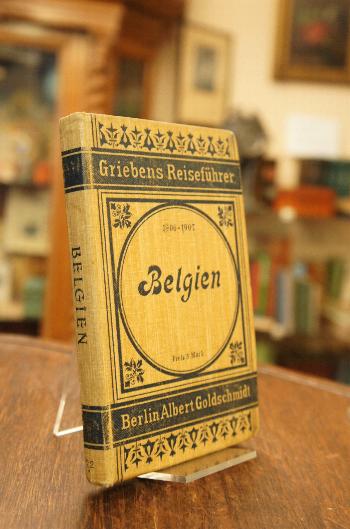 Griebens Reiseführer
1906-1907
Belgien
Preis 3 Mark
Berlin Albert Goldschmidt
BELGIEN